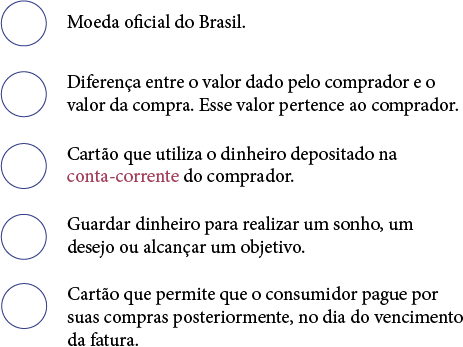 Moeda oficial do Brasil.
Diferença entre o valor dado pelo comprador e o
valor da compra. Esse valor pertence ao comprador.
Cartão que utiliza o dinheiro depositado na
conta-corrente do comprador.
Guardar dinheiro para realizar um sonho, um
desejo ou alcançar um objetivo.
Cartão que permite que o consumidor pague por
suas compras posteriormente, no dia do vencimento
da fatura.